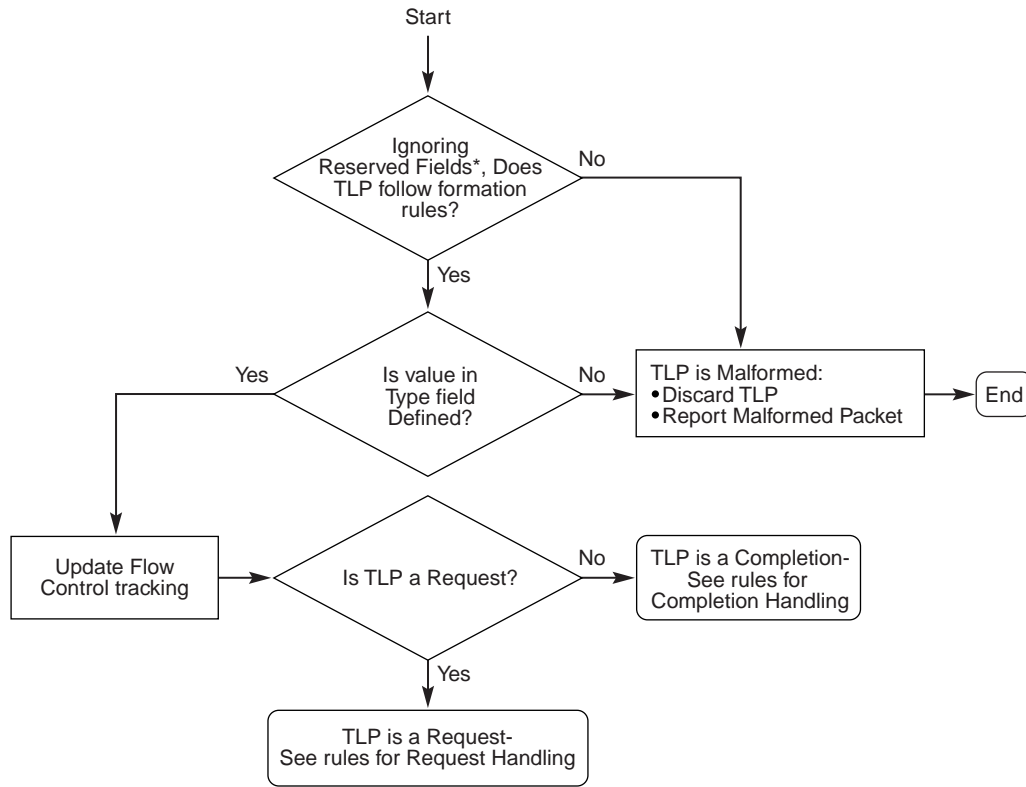 Start
Ignoring
Reserved Fields*, Does
TLP follow formation
rules?
No
Yes
Is value in
Type field
Defined?
Yes
No
TLP is Malformed:
•Discard TLP
•Report Malformed Packet
End
Update Flow
Control tracking
Is TLP a Request?
No
TLP is a Completion-
See rules for
Completion Handling
Yes
TLP is a Request-
See rules for Request Handling